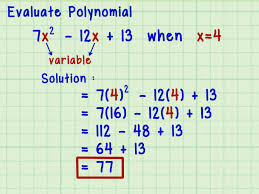 Evaluate Polynomial
7x² - 12x + 13 when x=4
variable
Solution :
= 7(4)² - 12(4) + 13
= 7(16) - 12(4) + 13
= 112 - 48 + 13
= 64 + 13
= 77